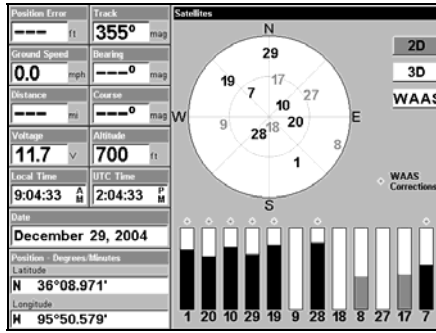 Position Error
Track
Satellites
--- ft
355° mag
Ground Speed
Bearing
0.0 mph
---° mag
Distance
Course
--- mi
---° mag
Voltage
Altitude
11.7 V
700 ft
Local Time
UTC Time
9:04:33 AM
2:04:33 PM
Date
December 29, 2004
Position - Degrees/Minutes
Latitude
N 36°08.971'
Longitude
W 95°50.579'
N
29
19
17
7
27
10
W
9
28
18
20
E
8
1
S
2D
3D
WAAS
WAAS
Corrections
1 20 10 29 19 9 28 18 8 27 17 7